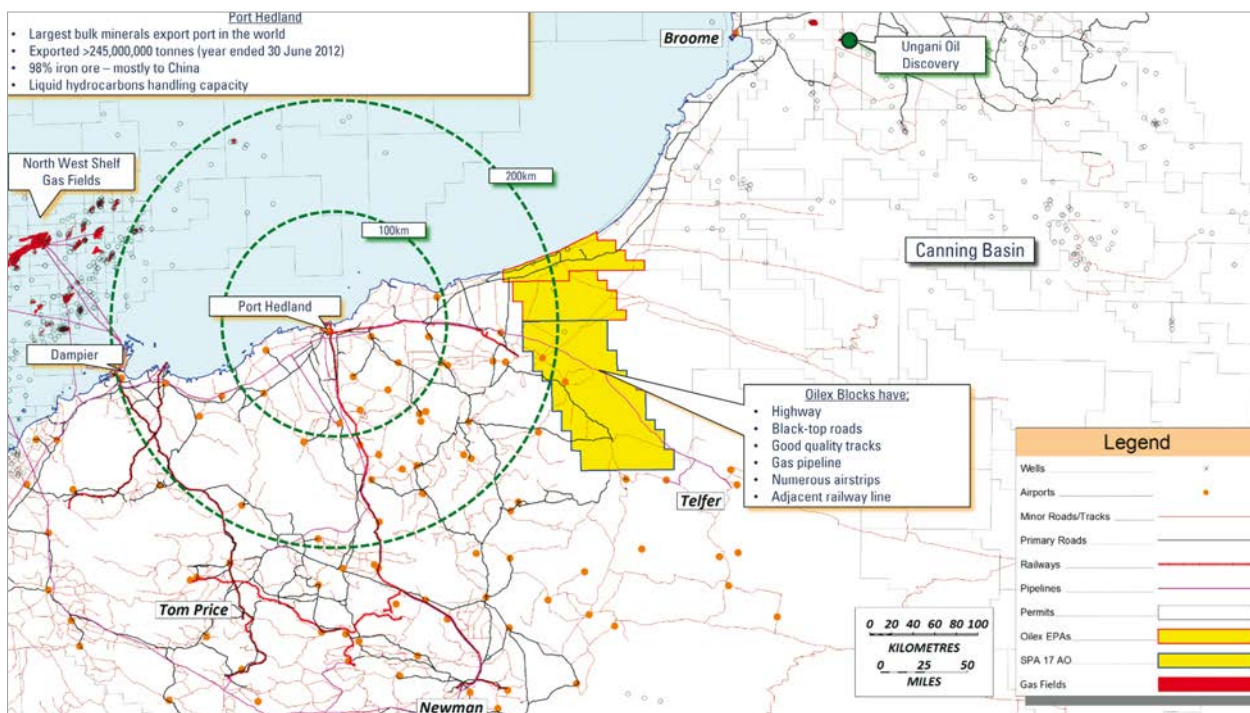 Port Hedland
• Largest bulk minerals export port in the world
• Exported >245,000,000 tonnes (year ended 30 June 2012)
• 98% iron ore – mostly to China
• Liquid hydrocarbons handling capacity
Broome
Ungani Oil
Discovery
North West Shelf
Gas Fields
200km
100km
Canning Basin
Port Hedland
Dampier
Oilex Blocks have;
• Highway
• Black-top roads
• Good quality tracks
• Gas pipeline
• Numerous airstrips
• Adjacent railway line
Telfer
Tom Price
Newman
0 20 40 60 80 100
KILOMETRES
0 25 50
MILES
Legend
Wells
Airports
Minor Roads/Tracks
Primary Roads
Railways
Pipelines
Permits
Oilex EPAs
SPA 17 AO
Gas Fields